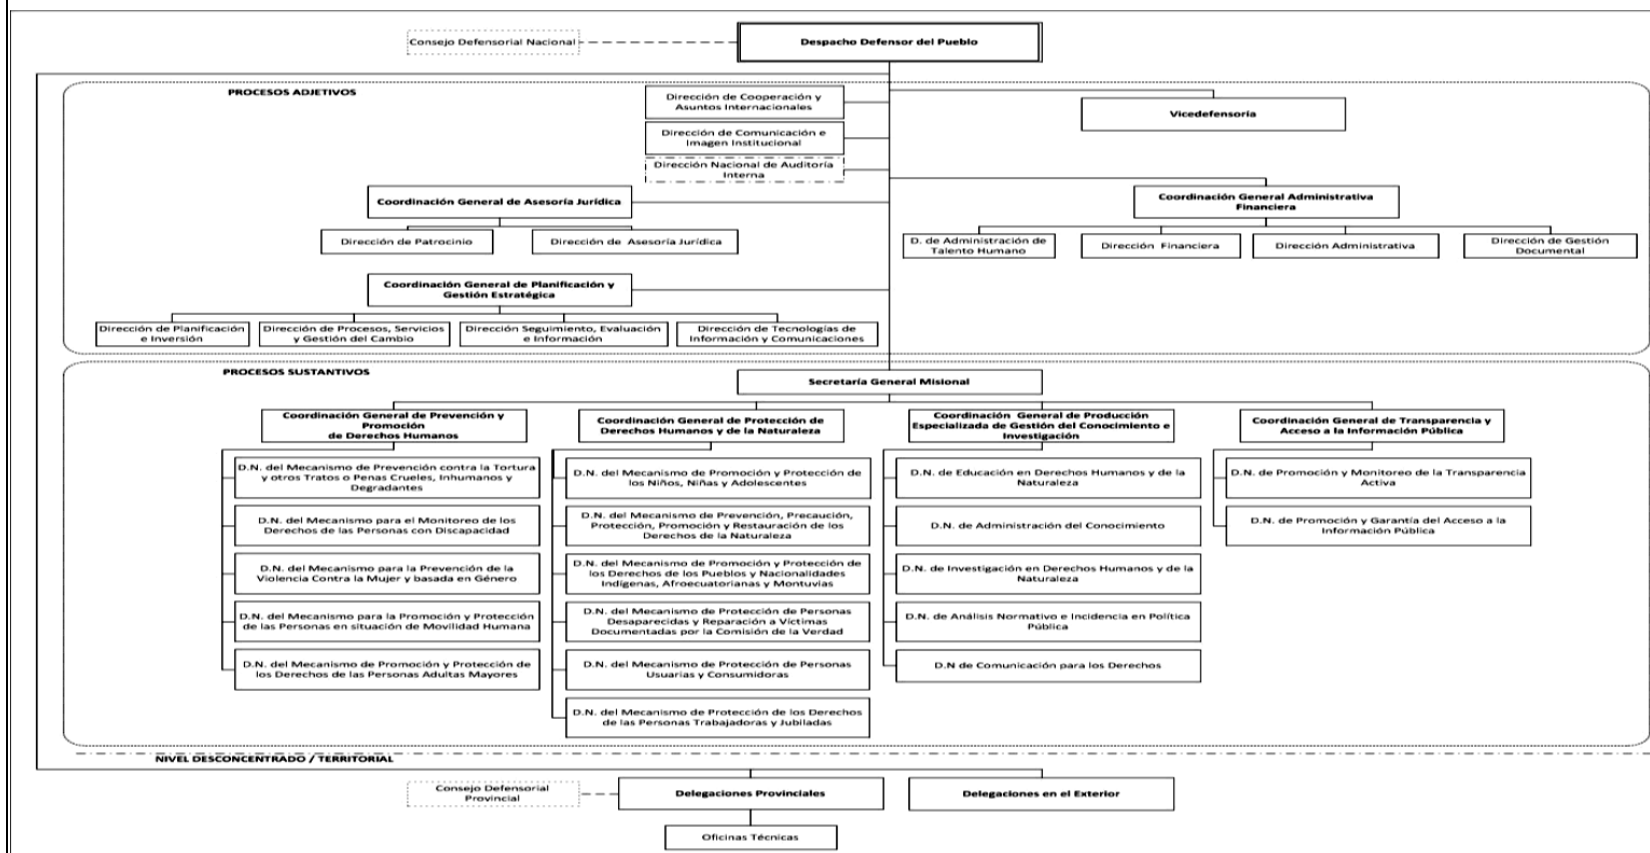 Consejo Defensorial Nacional
Despacho Defensor del Pueblo
PROCESOS ADJETIVOS
Dirección de Cooperación y
Asuntos Internacionales
Vicedefensoría
Dirección de Comunicación e
Imagen Institucional
Dirección Nacional de Auditoría
Interna
Coordinación General de Asesoría Jurídica
Coordinación General Administrativa
Financiera
Dirección de Patrocinio
Dirección de Asesoría Jurídica
D. de Administración de
Talento Humano
Dirección Financiera
Dirección Administrativa
Dirección de Gestión
Documental
Coordinación General de Planificación y
Gestión Estratégica
Dirección de Planificación
e Inversión
Dirección de Procesos, Servicios
y Gestión del Cambio
Dirección Seguimiento, Evaluación
e Información
Dirección de Tecnologías de
Información y Comunicaciones
PROCESOS SUSTANTIVOS
Secretaría General Misional
Coordinación General de Prevención y
Promoción
de Derechos Humanos
Coordinación General de Protección de
Derechos Humanos y de la Naturaleza
Coordinación General de Producción
Especializada de Gestión del Conocimiento e
Investigación
Coordinación General de Transparencia y
Acceso a la Información Pública
D.N. del Mecanismo de Prevención contra la Tortura
y otros Tratos o Penas Crueles, Inhumanos y
Degradantes
D.N. del Mecanismo de Promoción y Protección de
los Niños, Niñas y Adolescentes
D.N. de Educación en Derechos Humanos y de la
Naturaleza
D.N. de Promoción y Monitoreo de la Transparencia
Activa
D.N. del Mecanismo para el Monitoreo de los
Derechos de las Personas con Discapacidad
D.N. del Mecanismo de Prevención, Precaución,
Protección, Promoción y Restauración de los
Derechos de la Naturaleza
D.N. de Administración del Conocimiento
D.N. de Promoción y Garantía del Acceso a la
Información Pública
D.N. del Mecanismo para la Prevención de la
Violencia Contra la Mujer y basada en Género
D.N. del Mecanismo de Promoción y Protección de
los Derechos de los Pueblos y Nacionalidades
Indígenas, Afroecuatorianas y Montuvias
D.N. de Investigación en Derechos Humanos y de la
Naturaleza
D.N. del Mecanismo para la Promoción y Protección
de las Personas en situación de Movilidad Humana
D.N. del Mecanismo de Protección de Personas
Desaparecidas y Reparación a Víctimas
Documentadas por la Comisión de la Verdad
D.N. de Análisis Normativo e Incidencia en Política
Pública
D.N. del Mecanismo de Promoción y Protección de
los Derechos de las Personas Adultas Mayores
D.N. del Mecanismo de Protección de Personas
Usuarias y Consumidoras
D.N de Comunicación para los Derechos
D.N. del Mecanismo de Protección de los Derechos
de las Personas Trabajadoras y Jubiladas
NIVEL DESCONCENTRADO / TERRITORIAL
Consejo Defensorial
Provincial
Delegaciones Provinciales
Delegaciones en el Exterior
Oficinas Técnicas